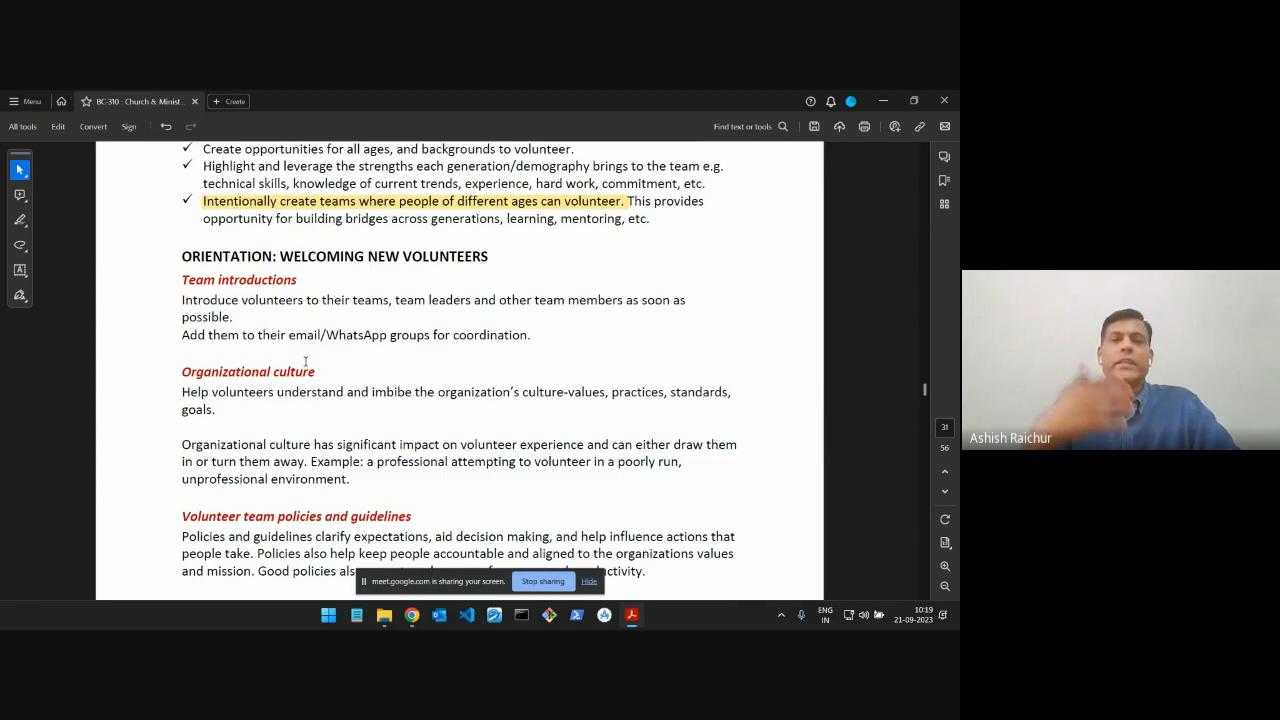 Menu
BC-310 : Church & Minist...
Create
All tools Edit Convert Sign
Find text or tools
Create opportunities for all ages, and backgrounds to volunteer.
Highlight and leverage the strengths each generation/demography brings to the team e.g.
technical skills, knowledge of current trends, experience, hard work, commitment, etc.
Intentionally create teams where people of different ages can volunteer. This provides
opportunity for building bridges across generations, learning, mentoring, etc.
ORIENTATION: WELCOMING NEW VOLUNTEERS
Team introductions
Introduce volunteers to their teams, team leaders and other team members as soon as
possible.
Add them to their email/WhatsApp groups for coordination.
Organizational culture
Help volunteers understand and imbibe the organization's culture-values, practices, standards,
goals.
Organizational culture has significant impact on volunteer experience and can either draw them
in or turn them away. Example: a professional attempting to volunteer in a poorly run,
unprofessional environment.
Volunteer team policies and guidelines
Policies and guidelines clarify expectations, aid decision making, and help influence actions that
people take. Policies also help keep people accountable and aligned to the organizations values
and mission. Good policies als
meet.google.com is sharing your screen.
Stop sharing
Hide
31
56
Ashish Raichur
ENG
IN
10:19
21-09-2023